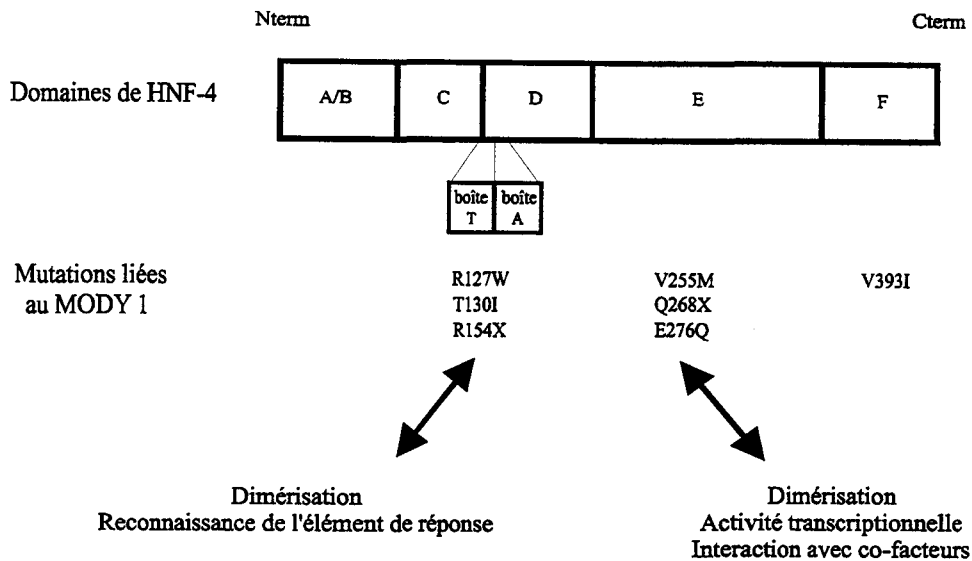 Nterm Cterm
Domaines de HNF-4
A/B C D E F
boîte boîte
T A
Mutations liées
au MODY 1
R127W V255M V393I
T130I Q268X
R154X E276Q
Dimérisation
Reconnaissance de l'élément de réponse
Dimérisation
Activité transcriptionnelle
Interaction avec co-facteurs